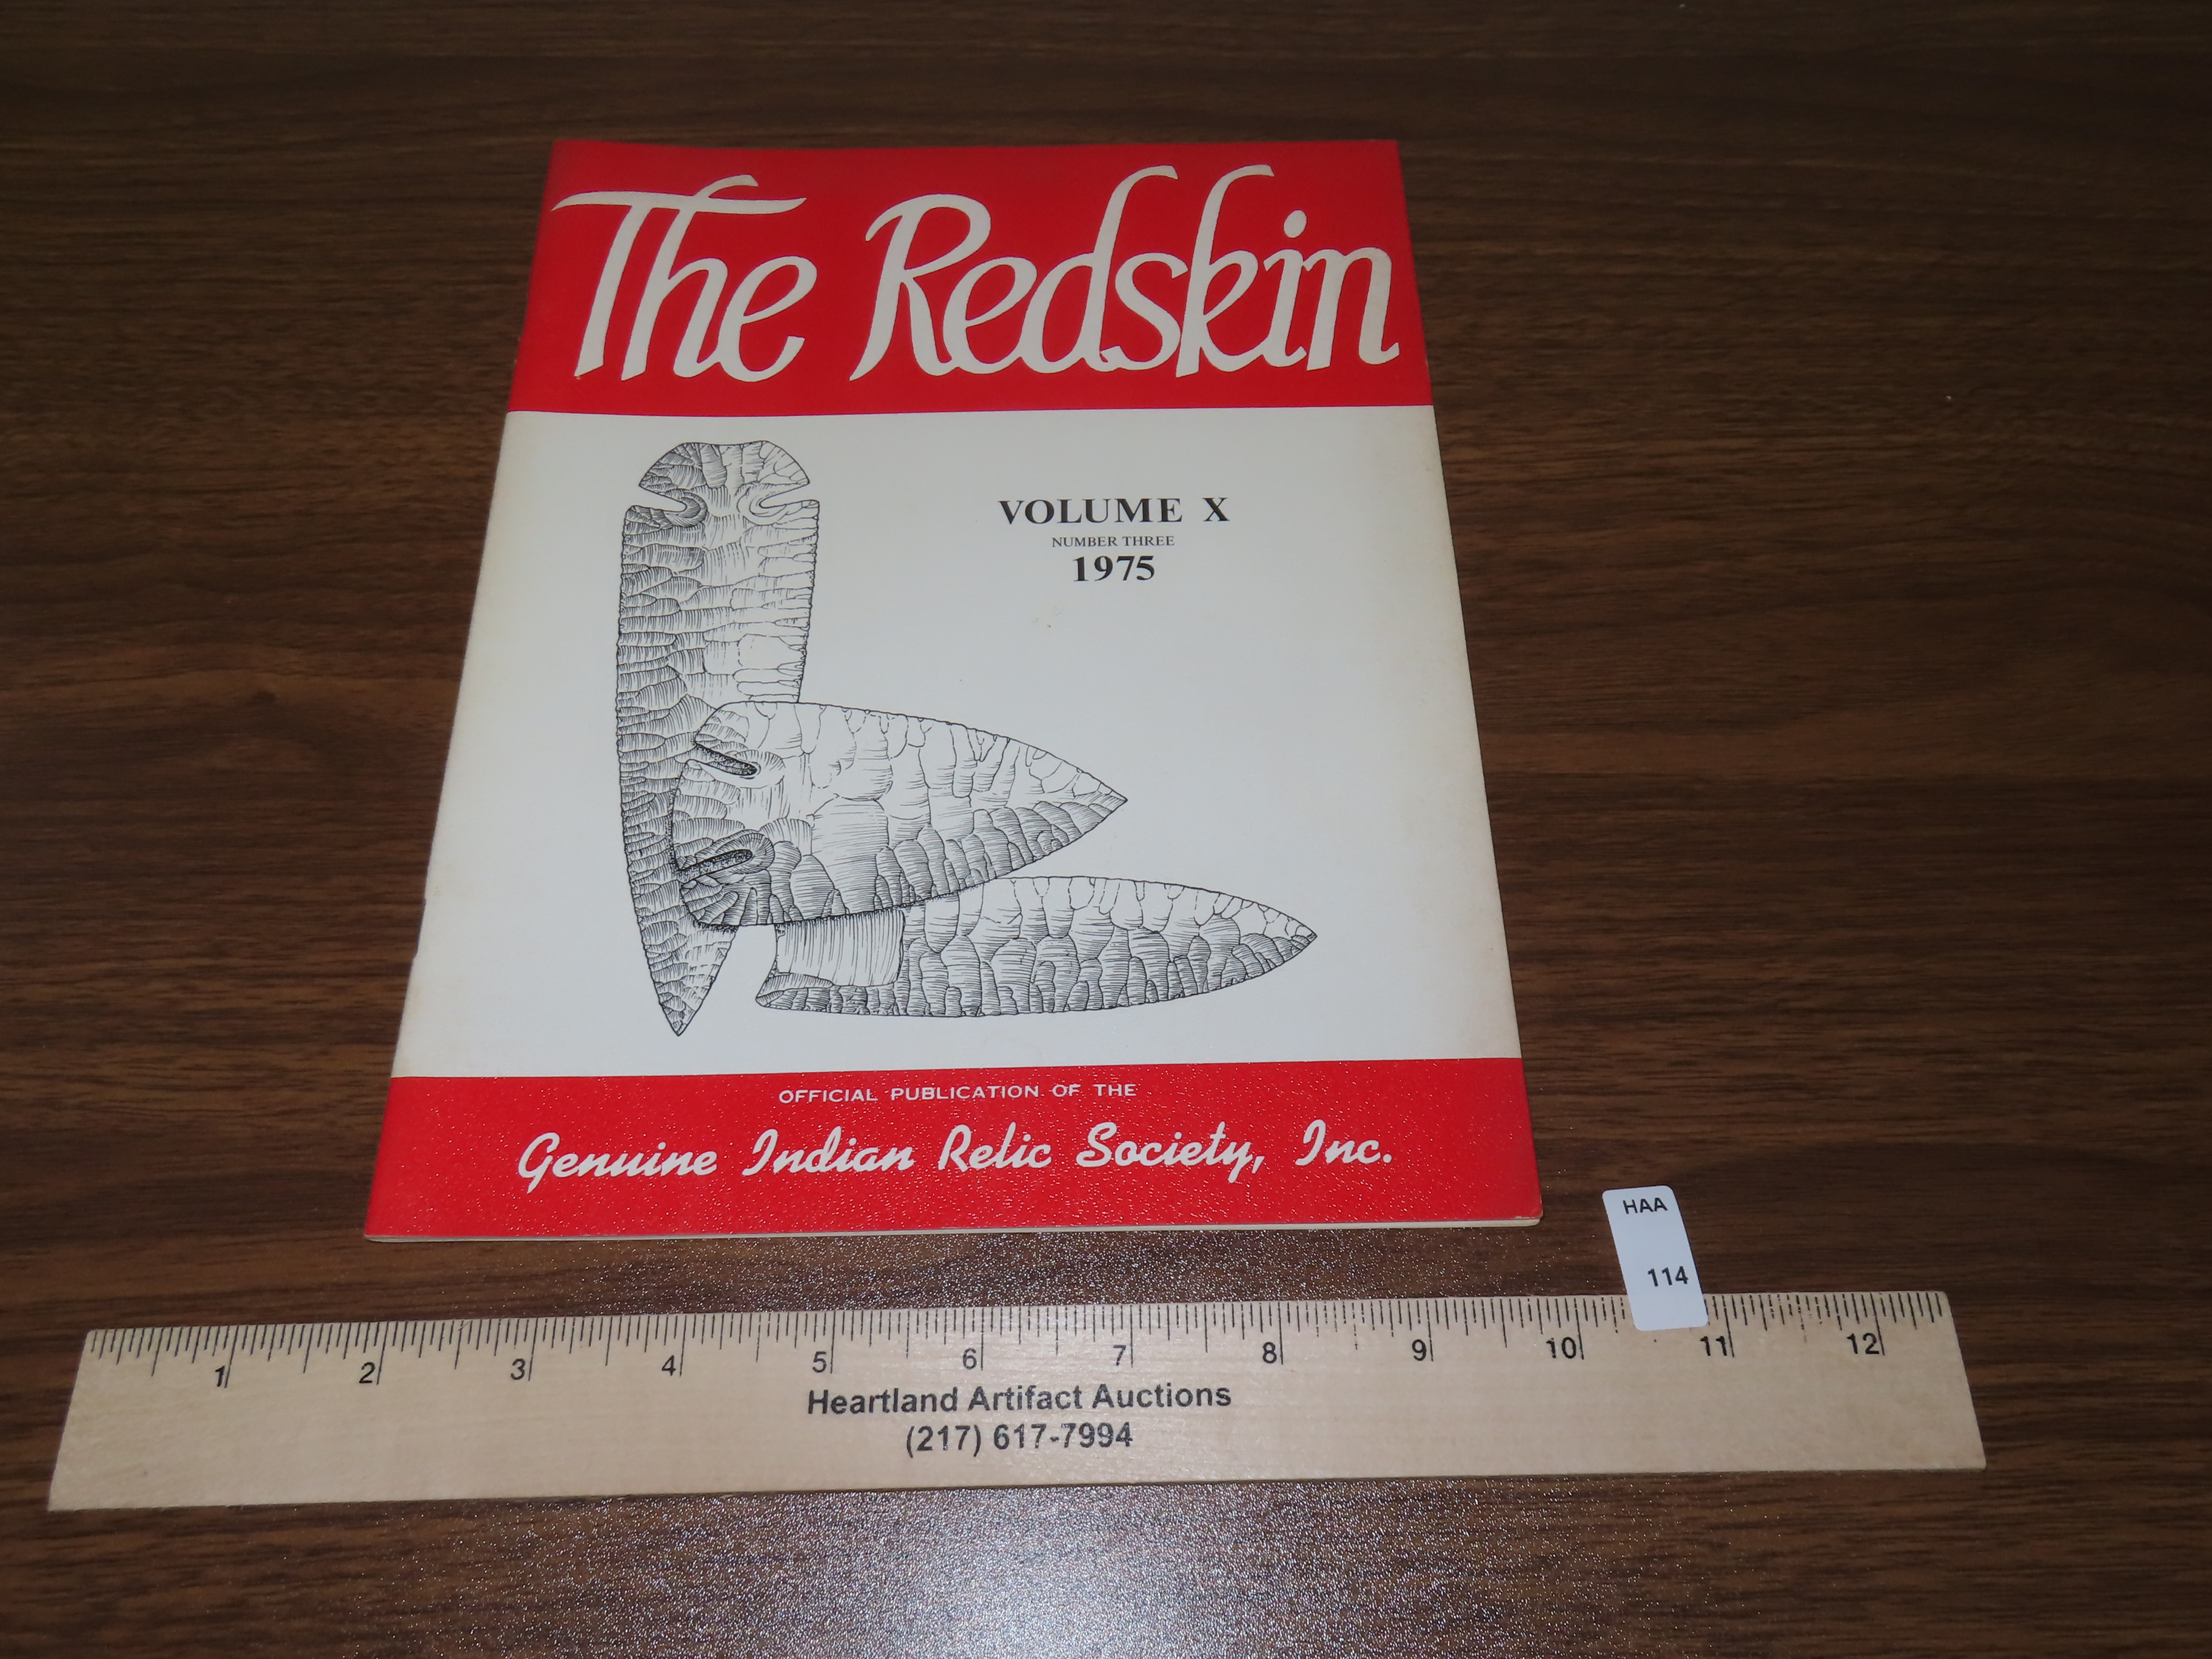 The Redskin
VOLUME X
NUMBER THREE
1975
OFFICIAL PUBLICATION OF THE
Genuine Indian Relic Society, Inc.
HAA
114
1 2 3 4 5 6 7 8 9 10 11 12
Heartland Artifact Auctions
(217) 617-7994